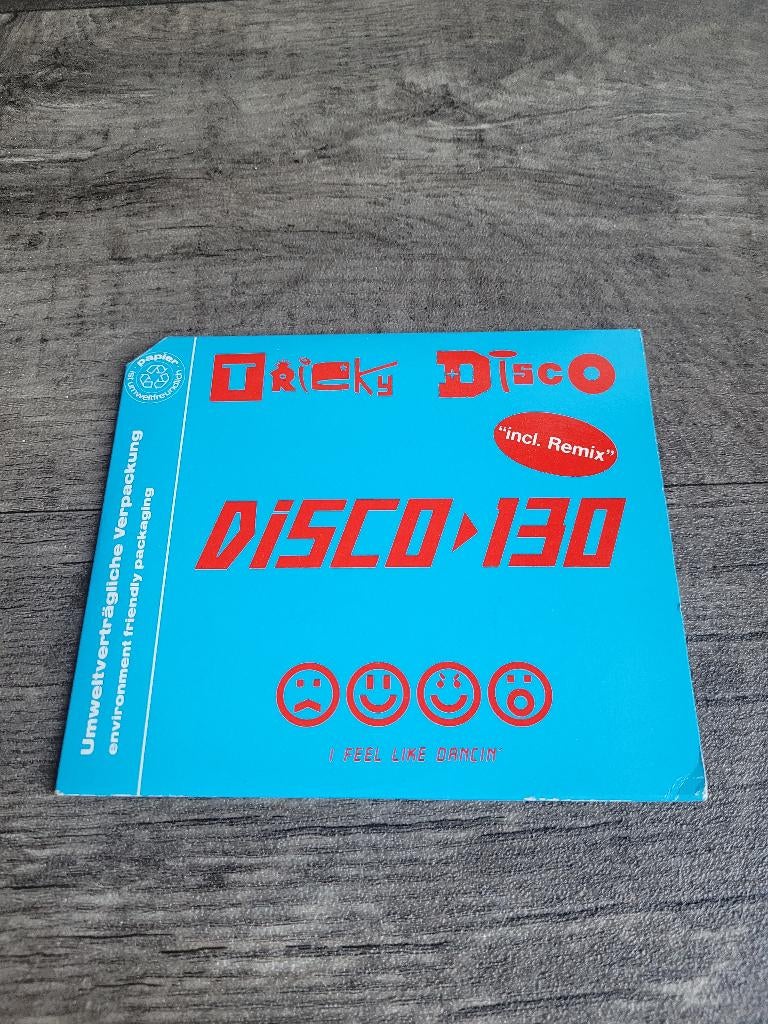 TRicKy DiscO
"incl. Remix"
DiSCO 130
I FEEL LIKE DANCIN'
papier
ist umweltfreundlich
Umweltverträgliche Verpackung
environment friendly packaging